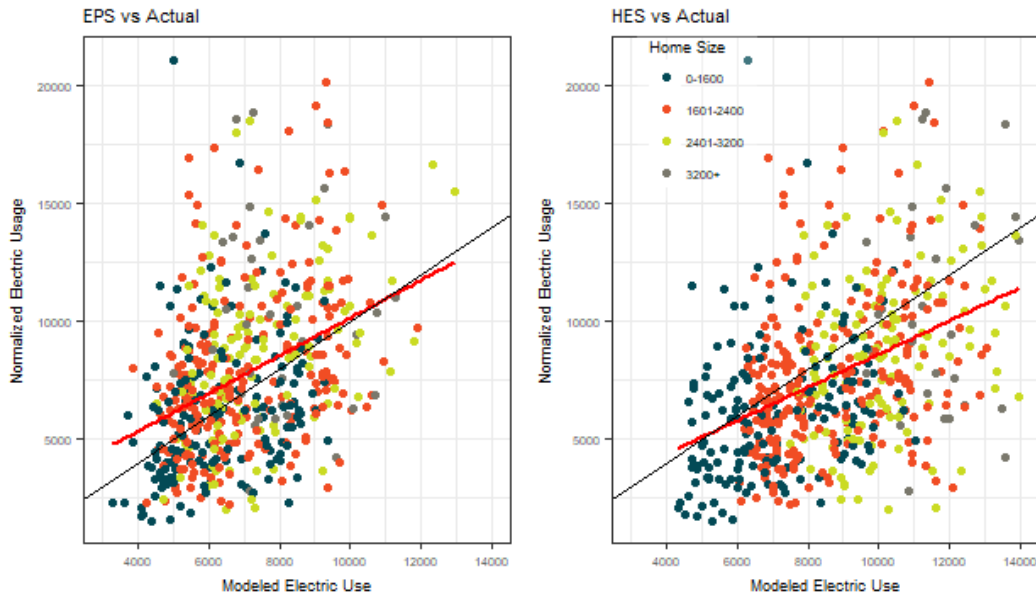 EPS vs Actual
20000
15000
10000
5000
Normalized Electric Usage
4000 6000 8000 10000 12000 14000
Modeled Electric Use
HES vs Actual
Home Size
0-1600
1601-2400
2401-3200
3200+
20000
15000
10000
5000
Normalized Electric Usage
4000 6000 8000 10000 12000 14000
Modeled Electric Use